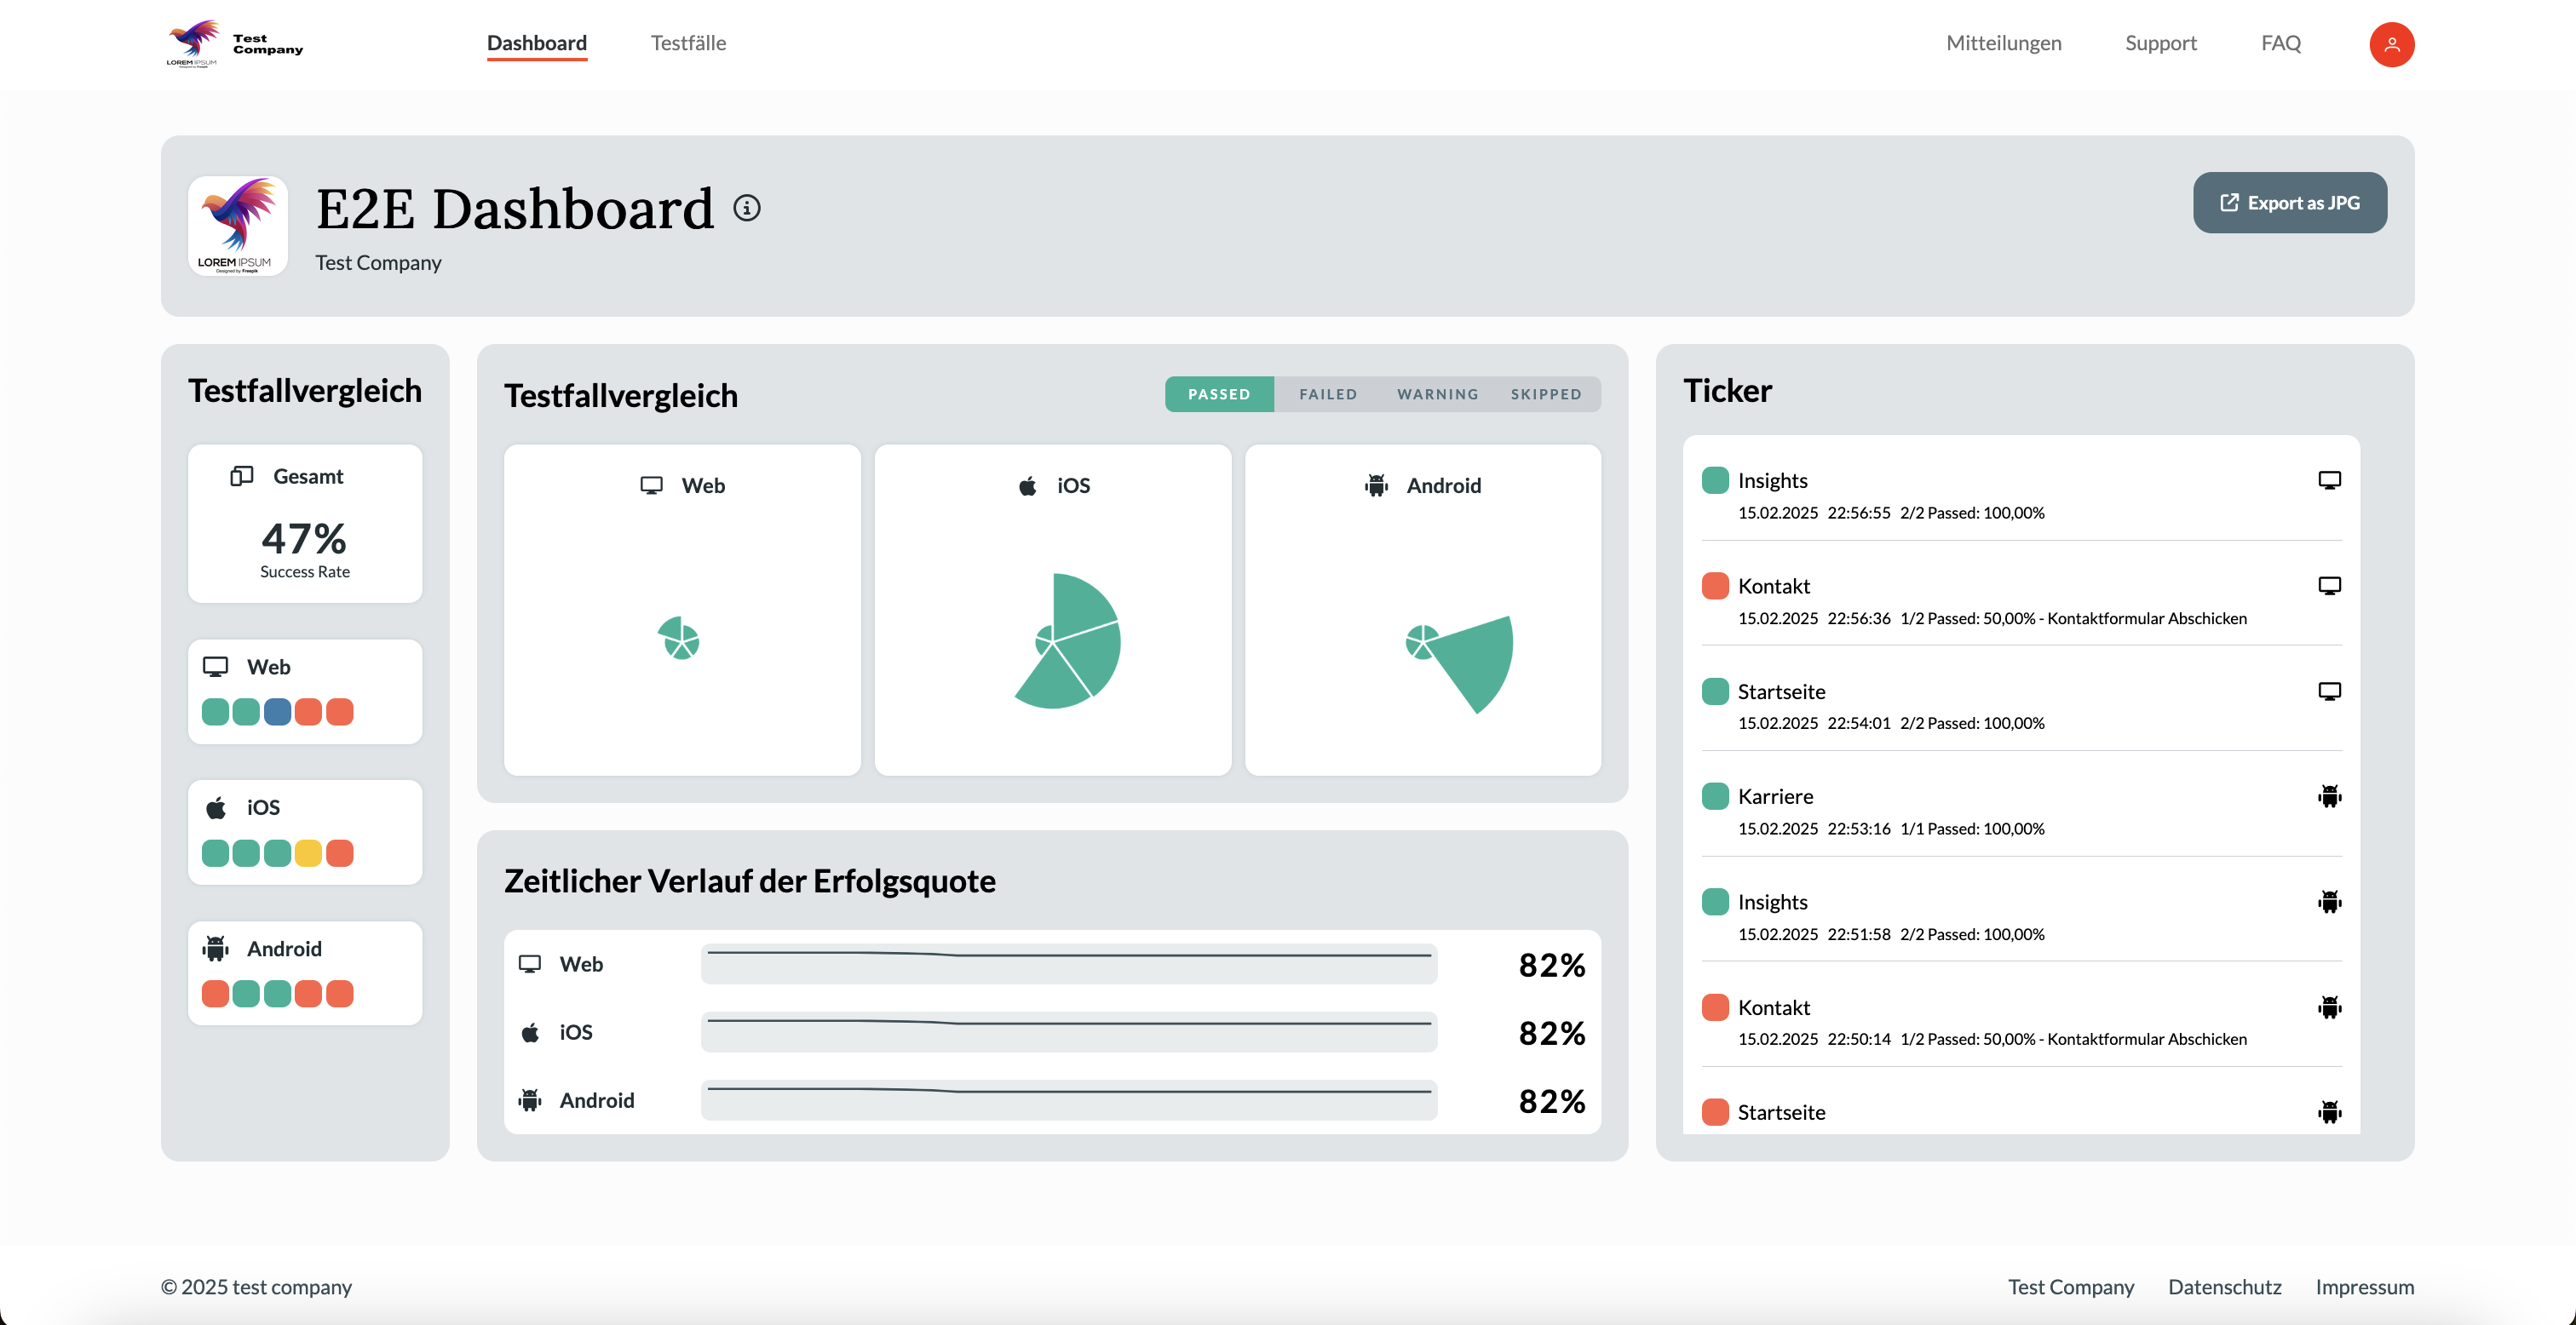 Test
Company
LOREM IPSUM
Dashboard
Testfälle
Mitteilungen
Support
FAQ
LOREM IPSUM
Designed by Freepik
E2E Dashboard
Test Company
Export as JPG
Testfallvergleich
Gesamt
47%
Success Rate
Web
iOS
Android
Testfallvergleich
PASSED
FAILED
WARNING
SKIPPED
Web
iOS
Android
Zeitlicher Verlauf der Erfolgsquote
Web
82%
iOS
82%
Android
82%
Ticker
Insights
15.02.2025 22:56:55 2/2 Passed: 100,00%
Kontakt
15.02.2025 22:56:36 1/2 Passed: 50,00% - Kontaktformular Abschicken
Startseite
15.02.2025 22:54:01 2/2 Passed: 100,00%
Karriere
15.02.2025 22:53:16 1/1 Passed: 100,00%
Insights
15.02.2025 22:51:58 2/2 Passed: 100,00%
Kontakt
15.02.2025 22:50:14 1/2 Passed: 50,00% - Kontaktformular Abschicken
Startseite
© 2025 test company
Test Company
Datenschutz
Impressum